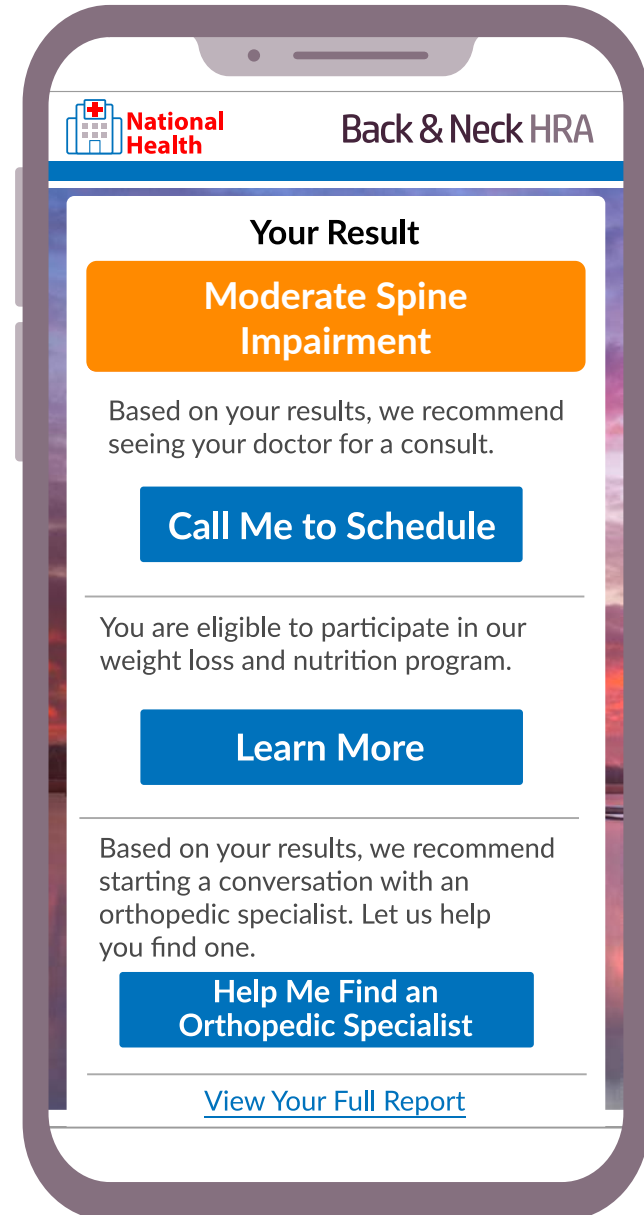 National
Health
Back & Neck HRA
Your Result
Moderate Spine
Impairment
Based on your results, we recommend
seeing your doctor for a consult.
Call Me to Schedule
You are eligible to participate in our
weight loss and nutrition program.
Learn More
Based on your results, we recommend
starting a conversation with an
orthopedic specialist. Let us help
you find one.
Help Me Find an
Orthopedic Specialist
View Your Full Report